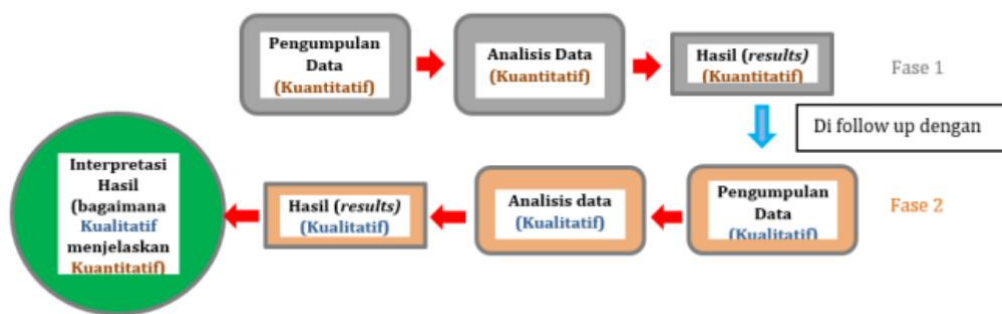 Pengumpulan
Data
(Kuantitatif)
Analisis Data
(Kuantitatif)
Hasil (results)
(Kuantitatif)
Fase 1
Di follow up dengan
Pengumpulan
Data
(Kualitatif)
Fase 2
Analisis data
(Kualitatif)
Hasil (results)
(Kualitatif)
Interpretasi
Hasil
(bagaimana
Kualitatif
menjelaskan
Kuantitatif)